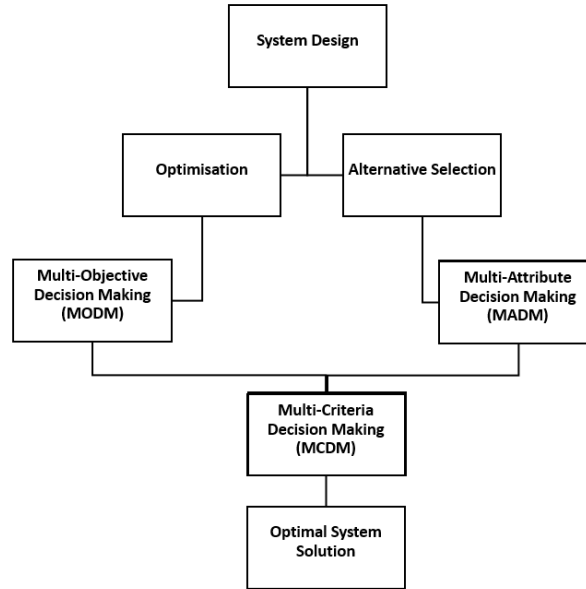 System Design
Optimisation
Alternative Selection
Multi-Objective
Decision Making
(MODM)
Multi-Attribute
Decision Making
(MADM)
Multi-Criteria
Decision Making
(MCDM)
Optimal System
Solution